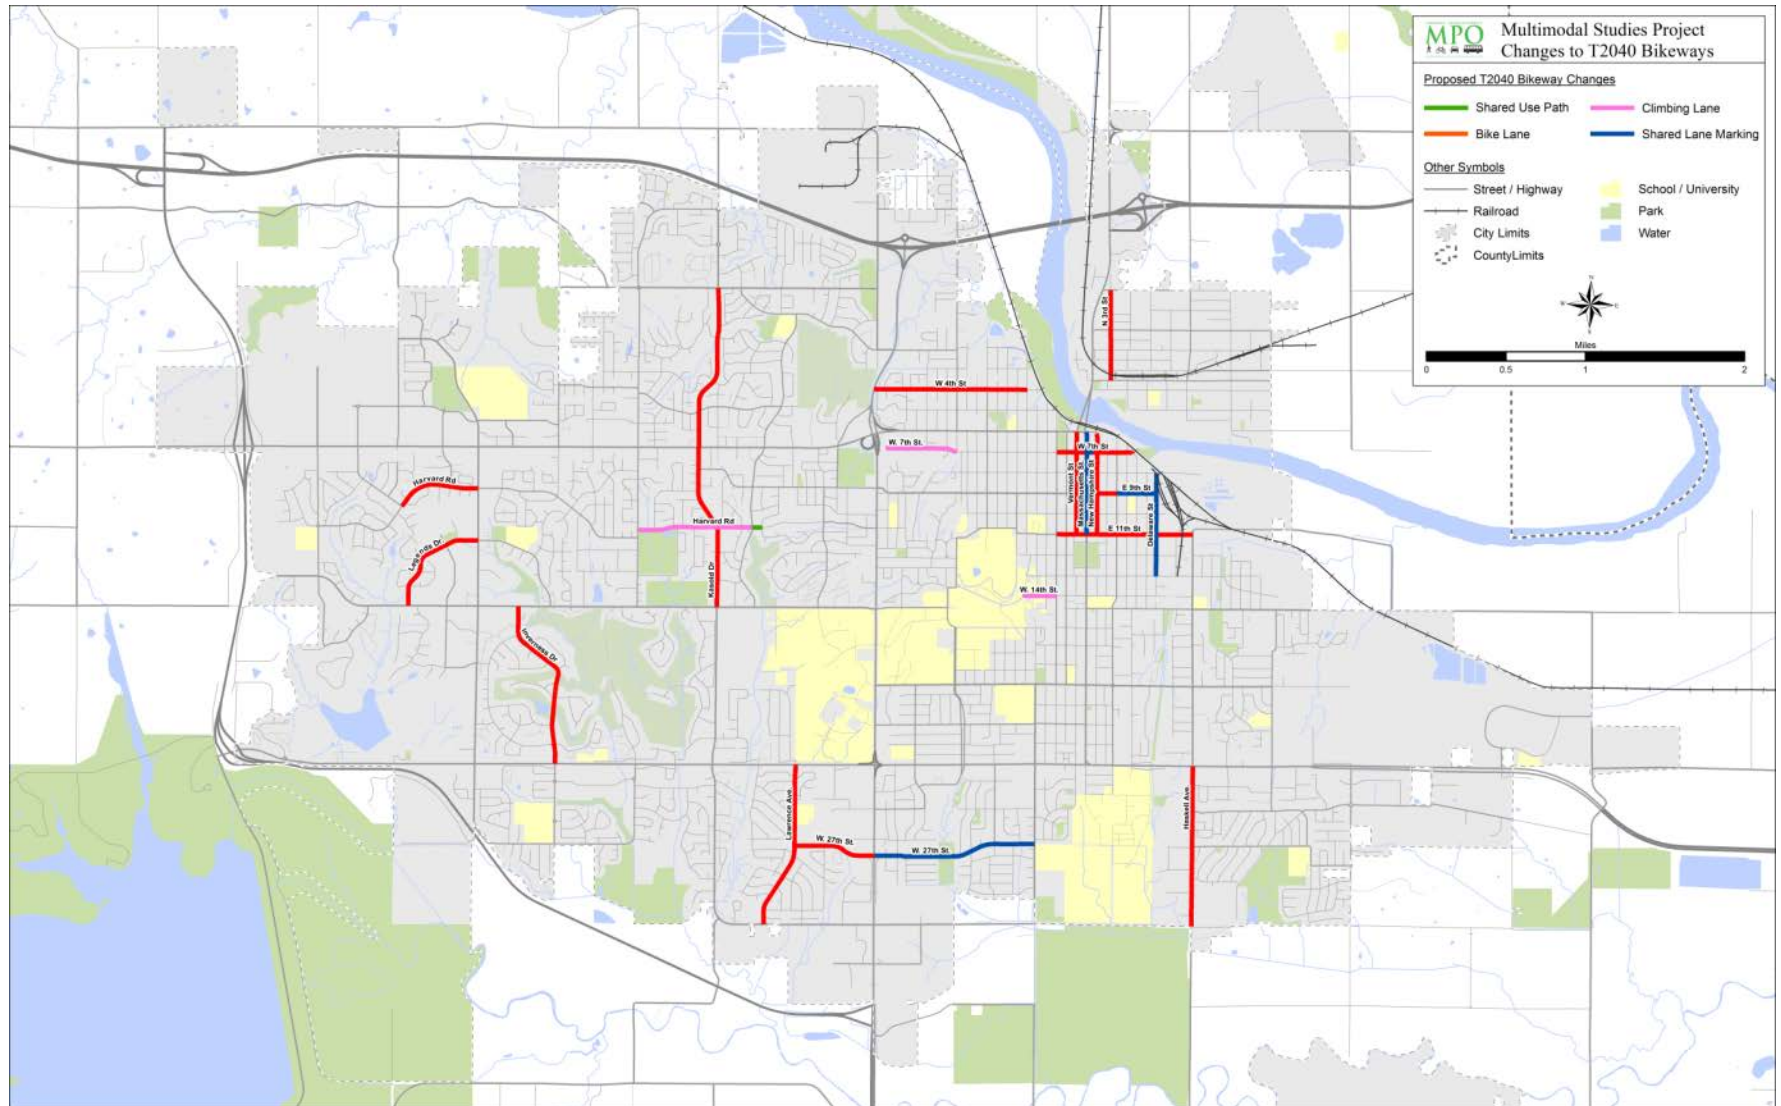 MPO
Multimodal Studies Project
Changes to T2040 Bikeways
Proposed T2040 Bikeway Changes
Shared Use Path
Climbing Lane
Bike Lane
Shared Lane Marking
Other Symbols
Street / Highway
School / University
Railroad
Park
City Limits
Water
CountyLimits
N
W
E
S
Miles
0 0.5 1 2
N 3rd St
W 4th St
W. 7th St.
W. 7th St
Harvard Rd
Vermont St
Massachusetts St
New Hampshire St
E 9th St
Delaware St
Harvard Rd
E 11th St
Legends Dr
Kasold Dr
W. 14th St.
Inverness Dr
Lawrence Ave
Haskell Ave
W. 27th St.
W. 27th St